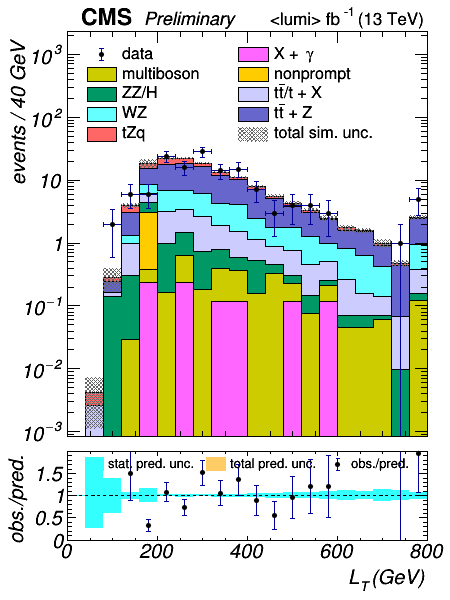 CMS Preliminary <lumi> fb⁻¹ (13 TeV)
events / 40 GeV
10³
10²
10
1
10⁻¹
10⁻²
10⁻³
data
multiboson
ZZ/H
WZ
tZq
X + γ
nonprompt
tt̄/t + X
tt̄ + Z
total sim. unc.
obs./pred.
1.5
1
0.5
0
stat. pred. unc. total pred. unc. obs./pred.
0 200 400 600 800
L_T(GeV)